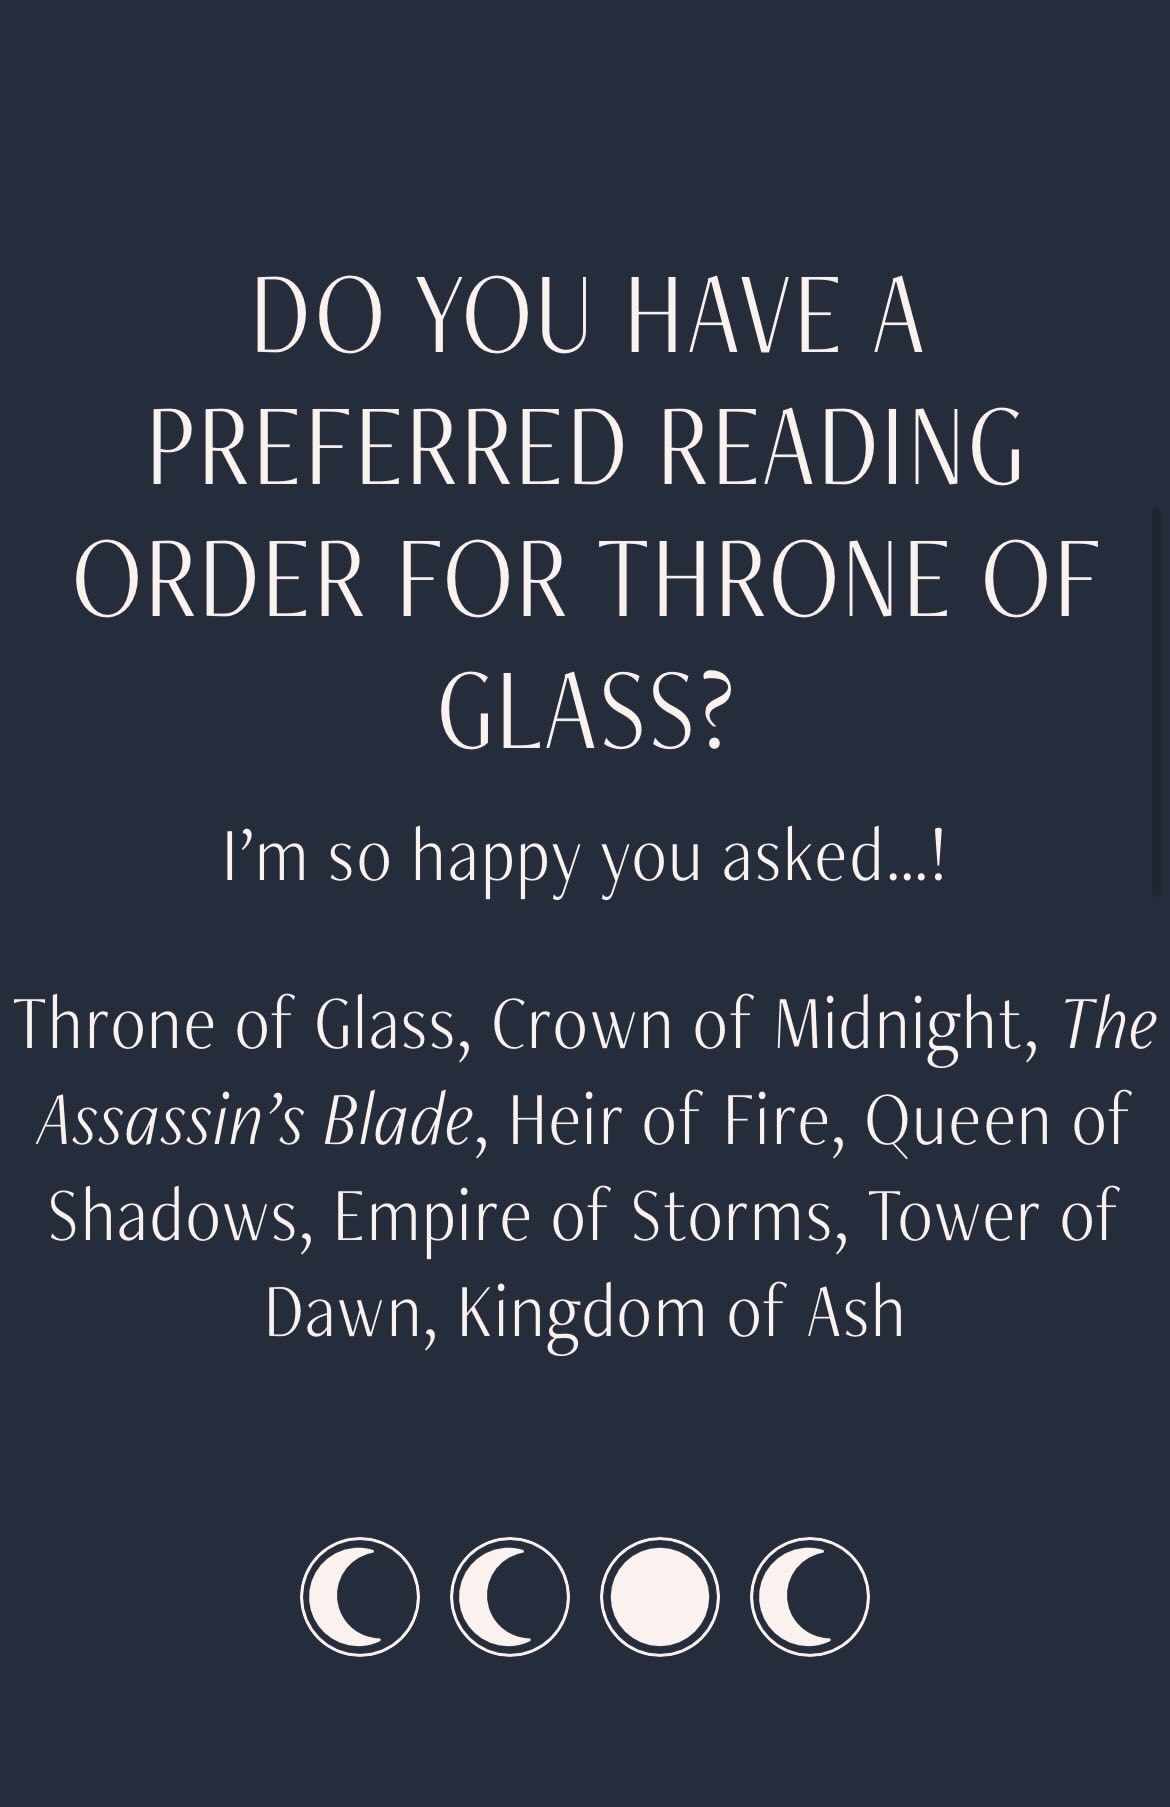 DO YOU HAVE A
PREFERRED READING
ORDER FOR THRONE OF
GLASS?
I’m so happy you asked...!
Throne of Glass, Crown of Midnight, The
Assassin’s Blade, Heir of Fire, Queen of
Shadows, Empire of Storms, Tower of
Dawn, Kingdom of Ash